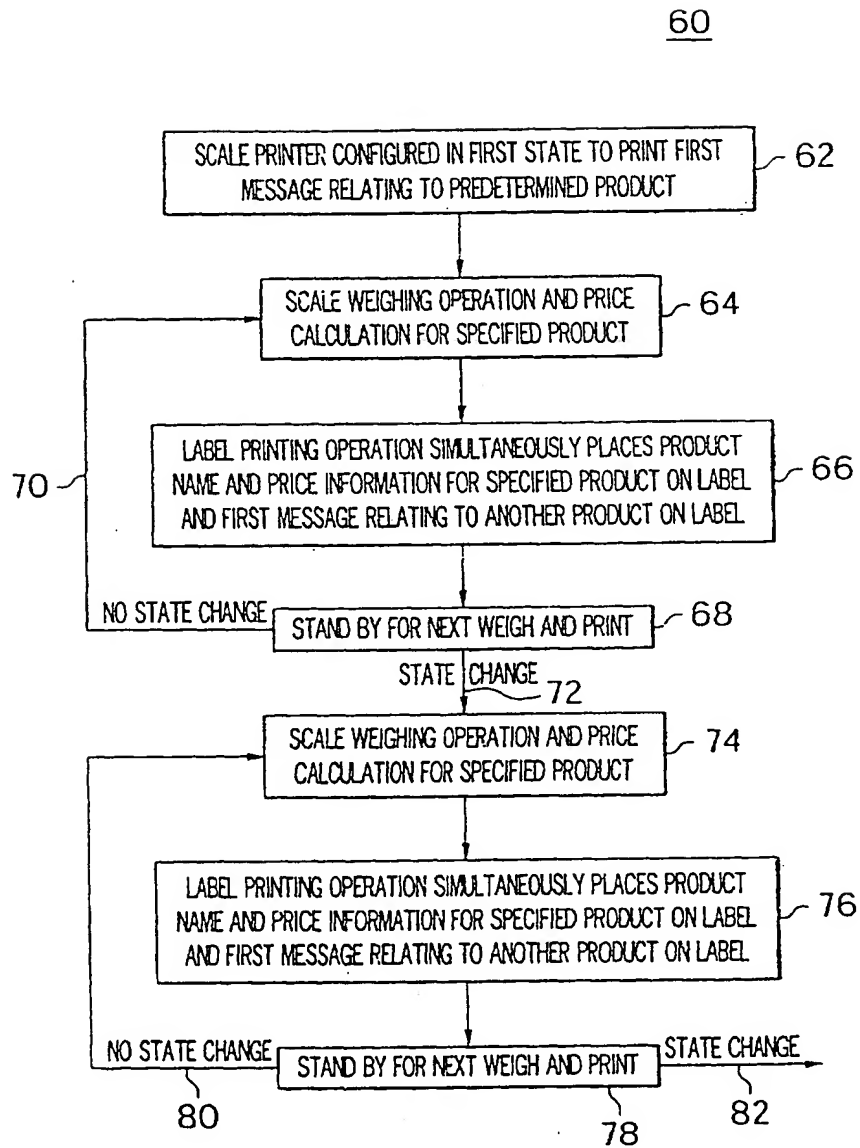 60
SCALE PRINTER CONFIGURED IN FIRST STATE TO PRINT FIRST
MESSAGE RELATING TO PREDETERMINED PRODUCT
62
SCALE WEIGHING OPERATION AND PRICE
CALCULATION FOR SPECIFIED PRODUCT
64
LABEL PRINTING OPERATION SIMULTANEOUSLY PLACES PRODUCT
NAME AND PRICE INFORMATION FOR SPECIFIED PRODUCT ON LABEL
AND FIRST MESSAGE RELATING TO ANOTHER PRODUCT ON LABEL
66
70
NO STATE CHANGE
STAND BY FOR NEXT WEIGH AND PRINT
68
STATE CHANGE
72
SCALE WEIGHING OPERATION AND PRICE
CALCULATION FOR SPECIFIED PRODUCT
74
LABEL PRINTING OPERATION SIMULTANEOUSLY PLACES PRODUCT
NAME AND PRICE INFORMATION FOR SPECIFIED PRODUCT ON LABEL
AND FIRST MESSAGE RELATING TO ANOTHER PRODUCT ON LABEL
76
NO STATE CHANGE
STAND BY FOR NEXT WEIGH AND PRINT
STATE CHANGE
80
78
82